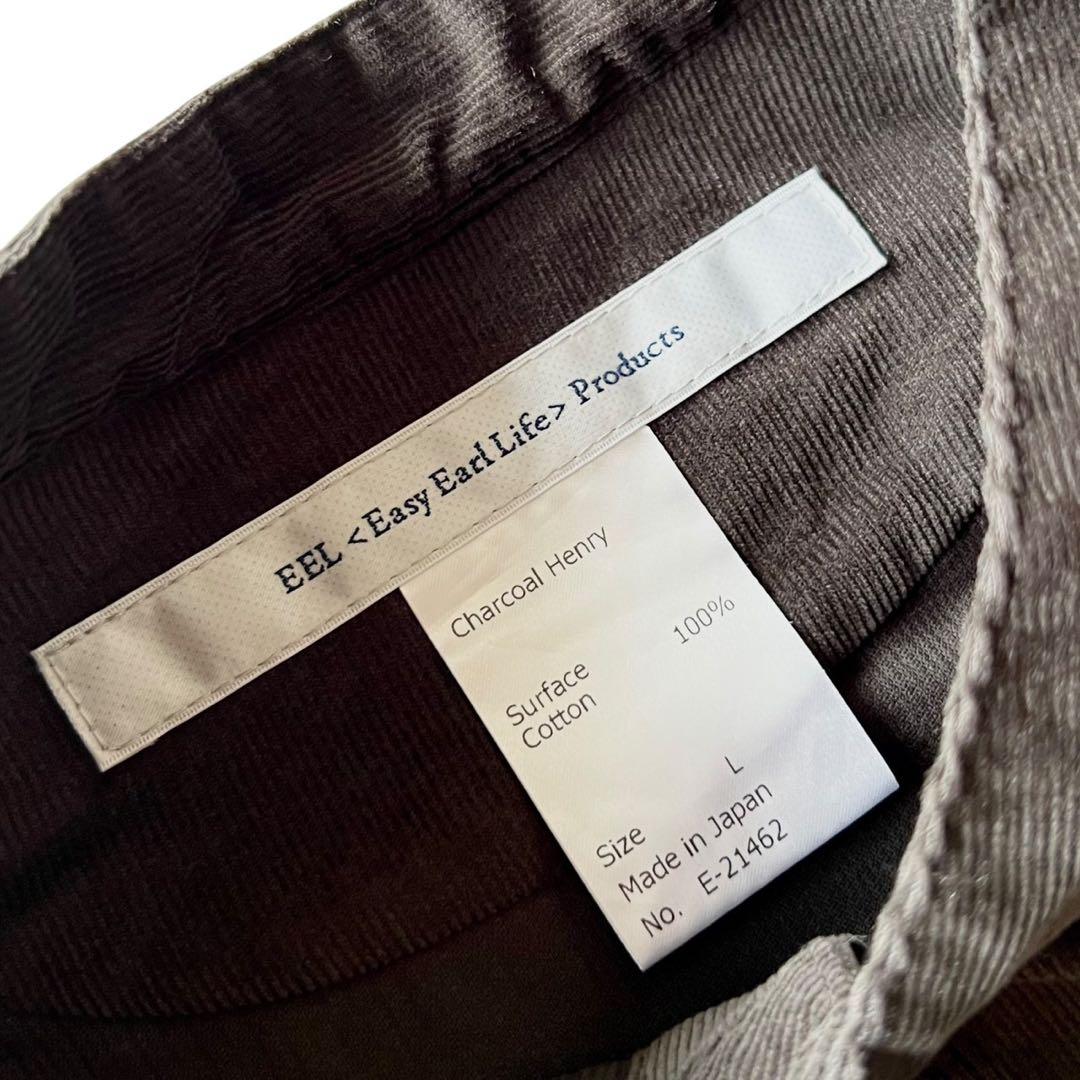 EEL <Easy Earl Life> Products
Charcoal Henry
Surface
Cotton 100%
Size L
Made in Japan
No. E-21462